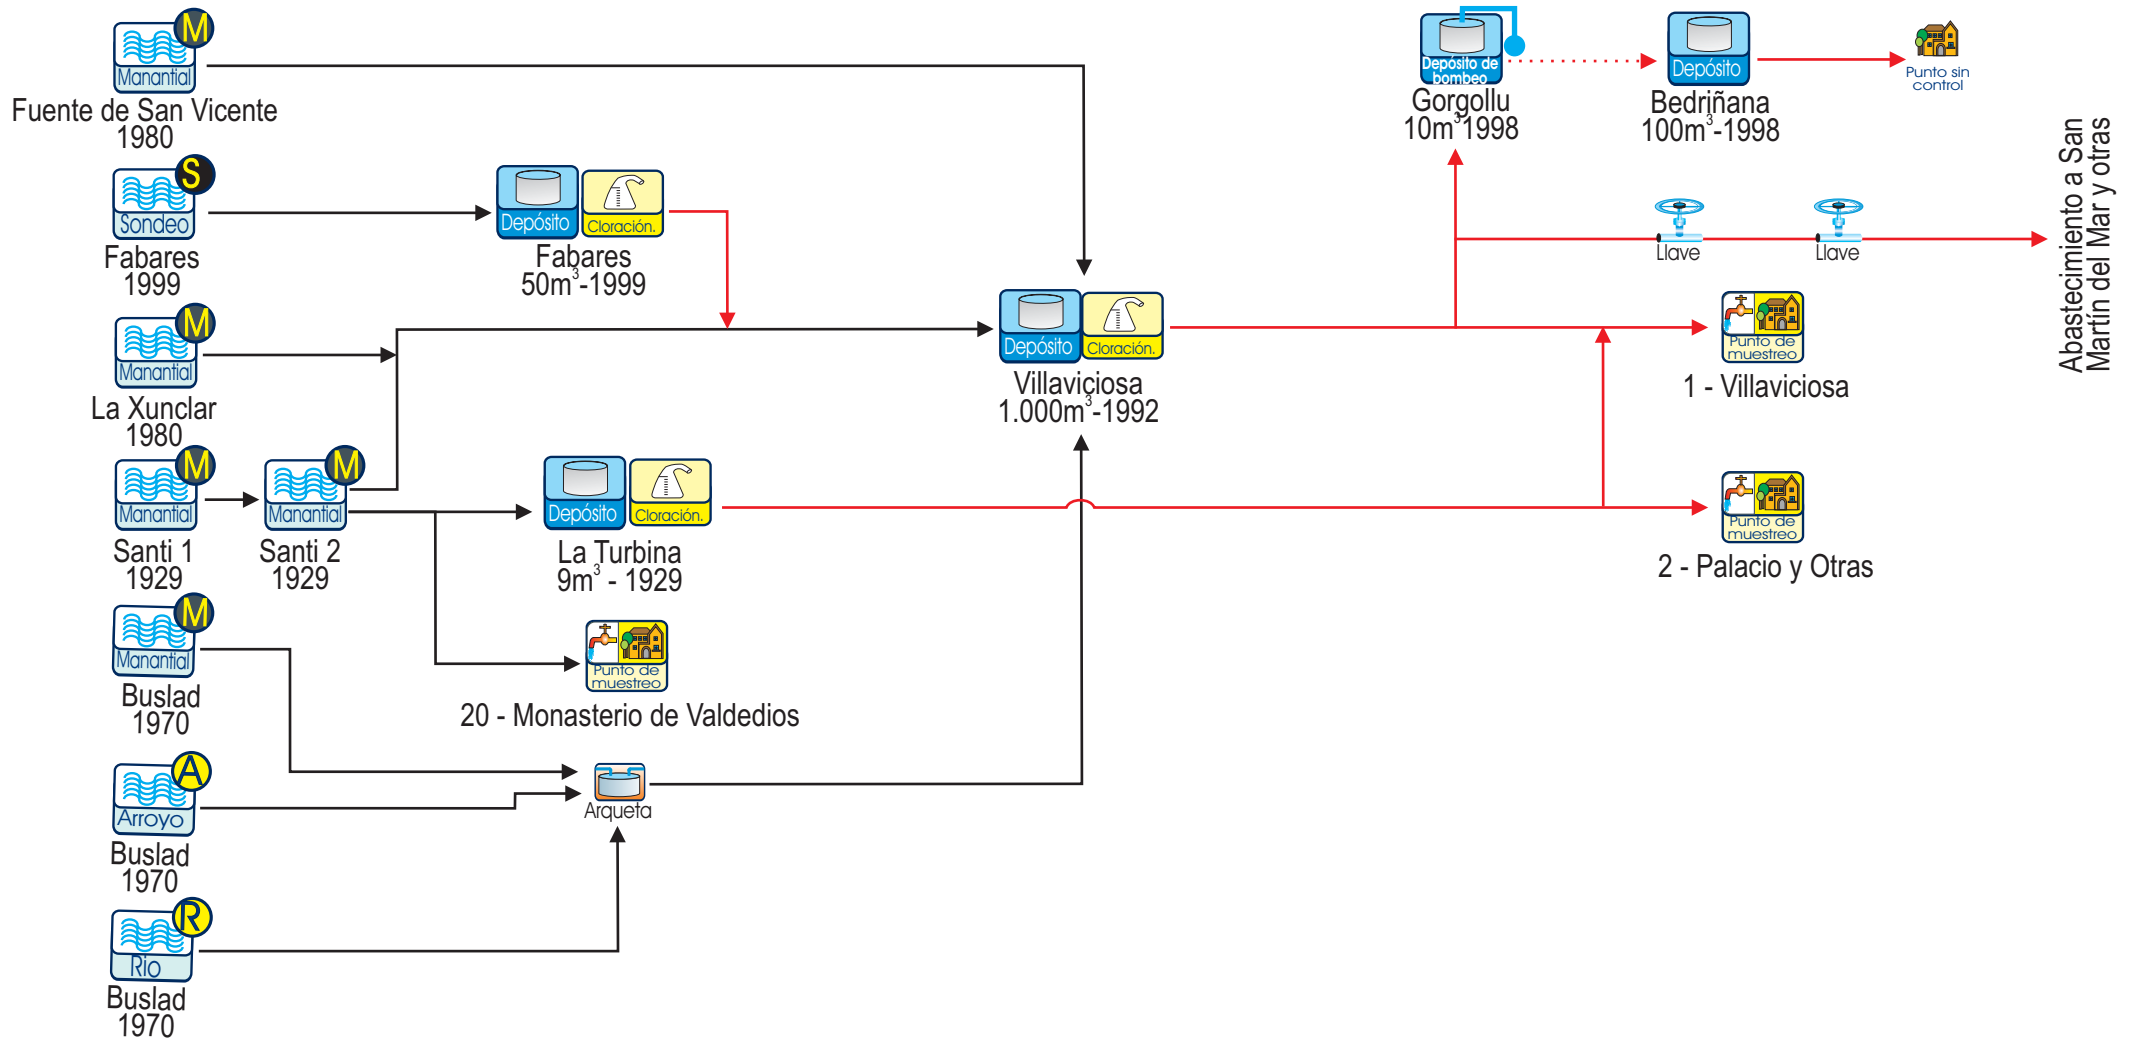 M
Manantial
Fuente de San Vicente
1980
S
Sondeo
Fabares
1999
Depósito
Cloración.
Fabares
50m³-1999
M
Manantial
La Xunclar
1980
M
Manantial
Santi 1
1929
M
Manantial
Santi 2
1929
Depósito
Cloración.
La Turbina
9m³ - 1929
Punto de
muestreo
20 - Monasterio de Valdedios
M
Manantial
Buslad
1970
A
Arroyo
Buslad
1970
R
Rio
Buslad
1970
Arqueta
Depósito
Cloración.
Villaviciosa
1.000m³-1992
Depósito de
bombeo
Gorgollu
10m³1998
Depósito
Bedriñana
100m³-1998
Punto sin
control
Llave
Llave
Abastecimiento a San
Martín del Mar y otras
Punto de
muestreo
1 - Villaviciosa
Punto de
muestreo
2 - Palacio y Otras